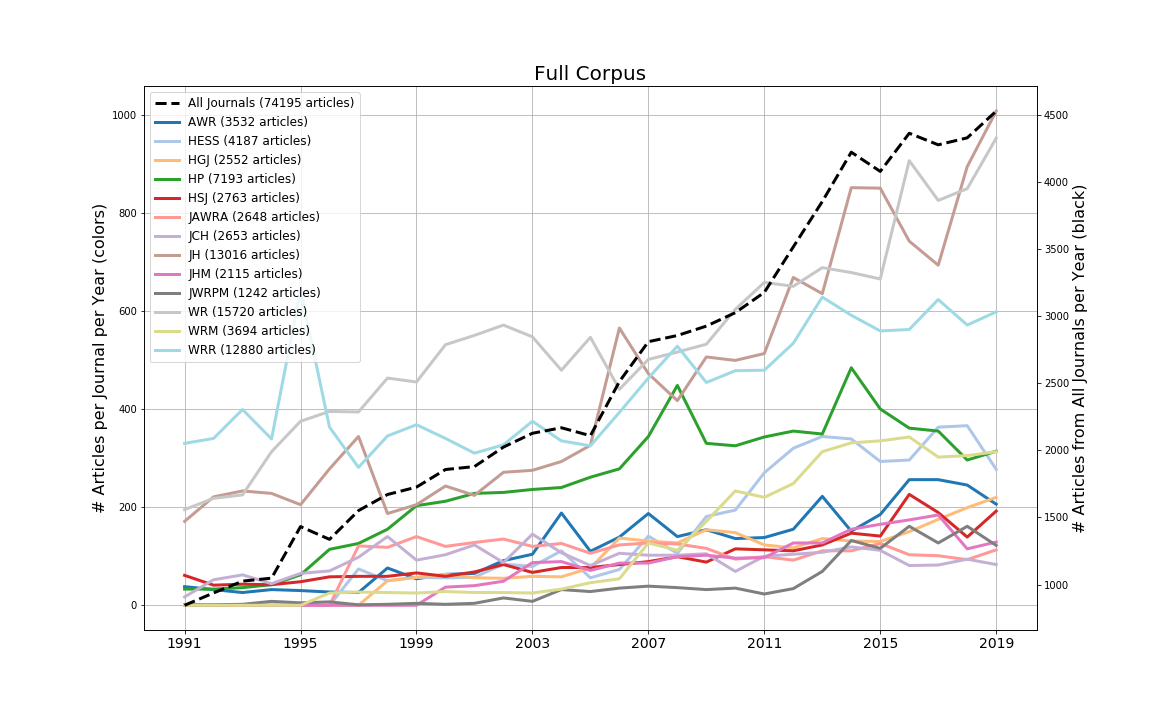 Full Corpus
All Journals (74195 articles)
AWR (3532 articles)
HESS (4187 articles)
HGJ (2552 articles)
HP (7193 articles)
HSJ (2763 articles)
JAWRA (2648 articles)
JCH (2653 articles)
JH (13016 articles)
JHM (2115 articles)
JWRPM (1242 articles)
WR (15720 articles)
WRM (3694 articles)
WRR (12880 articles)
# Articles per Journal per Year (colors)
1000
800
600
400
200
0
4500
4000
3500
3000
2500
2000
1500
1000
# Articles from All Journals per Year (black)
1991 1995 1999 2003 2007 2011 2015 2019